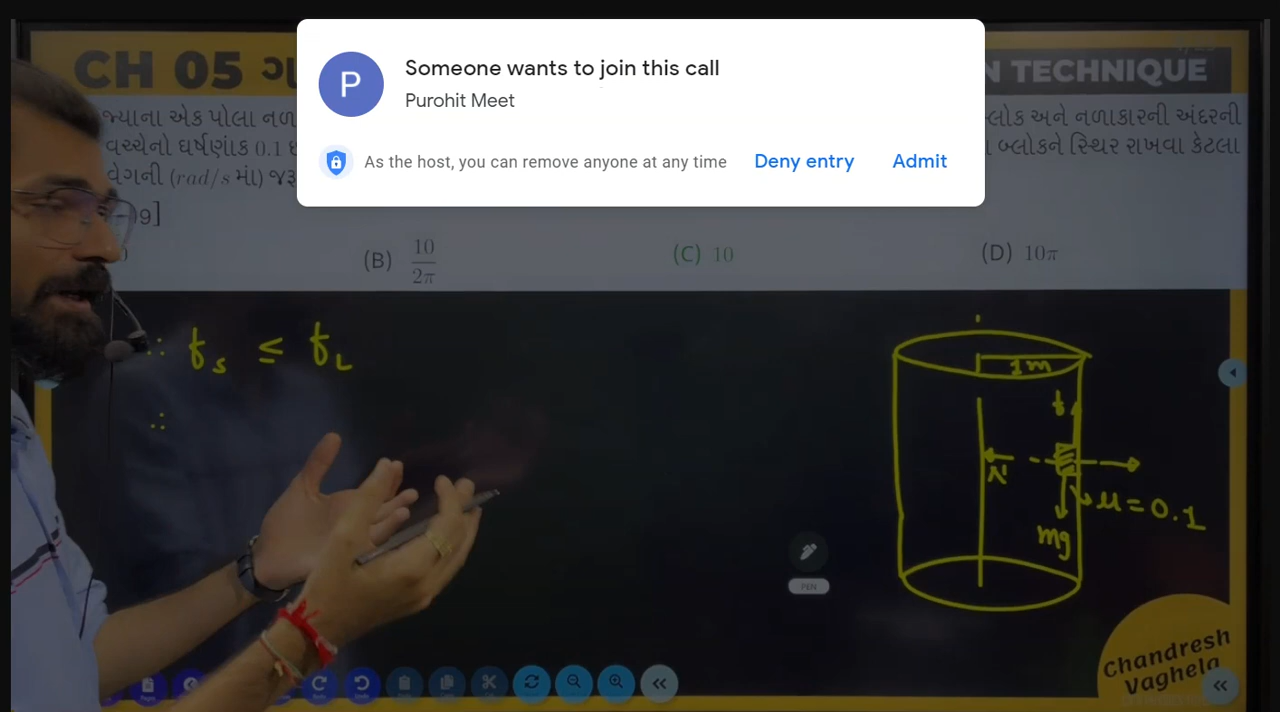 Someone wants to join this call
P
Purohit Meet
As the host, you can remove anyone at any time Deny entry Admit
CH 05
N TECHNIQUE
જ્યાના એક પોલા નળ
લોક અને નળાકારની અંદરની
વચ્ચેનો ઘર્ષણાંક 0.1
બ્લોકને સ્થિર રાખવા કેટલા
વેગની (rad/s માં)
9]
(B) 10/2π
(C) 10
(D) 10π
∴ fs ≤ fL
∴
1m
f
N
μ = 0.1
mg
PEN
Chandresh
Vaghela